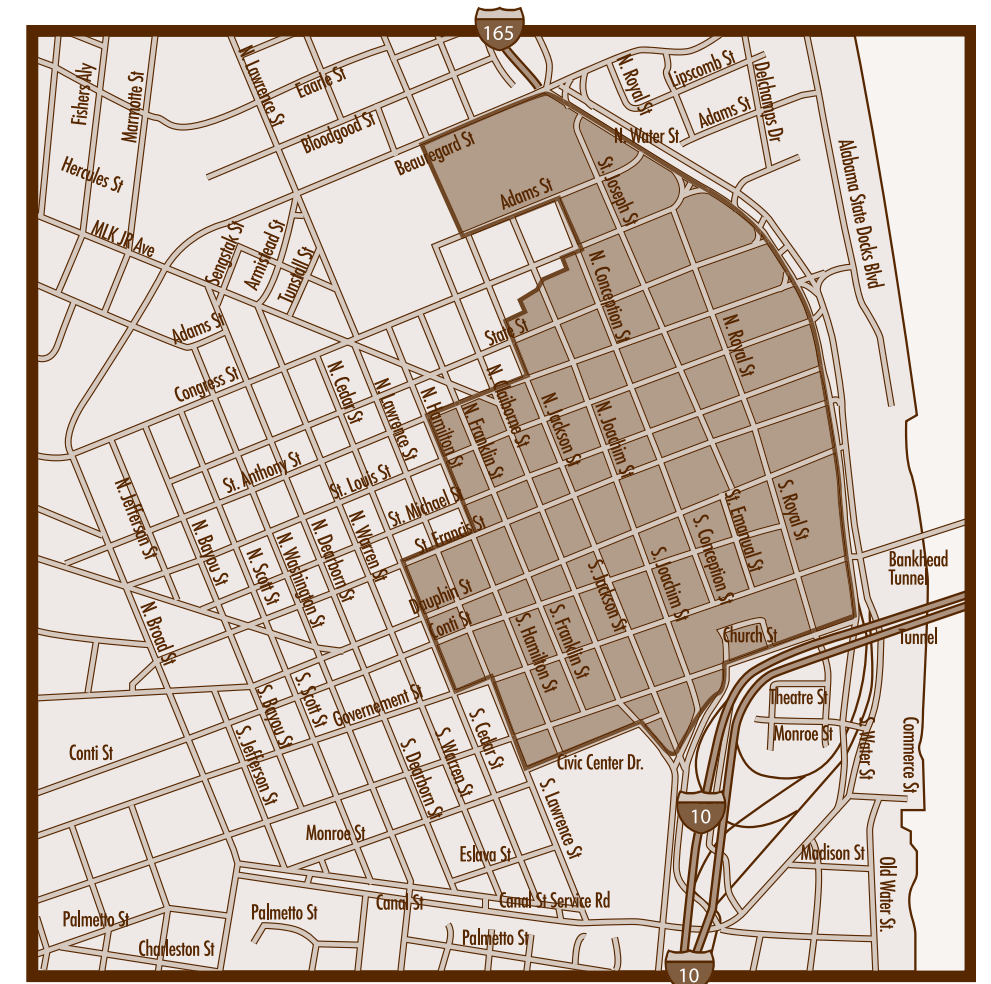 165
Fishers Aly
Marmotte St
N. Lawrence St
Eaarle St
N. Royal St
Lipscomb St
Delchamps Dr
Adams St
Bloodgood St
N. Water St
Beauregard St
Alabama State Docks Blvd
Hercules St
St. Joseph St
Adams St
MLK JR Ave
Sengstak St
Armistead St
Tunstall St
N. Conception St
Adams St
State St
N. Royal St
Congress St
N. Cedar St
N. Lawrence St
N. Hamilton St
N. Franklin St
N. Claiborne St
N. Jackson St
N. Joadlim St
St. Anthony St
St. Louis St
St. Michael St
St. Francis St
N. Jefferson St
N. Bayou St
N. Scott St
N. Washington St
N. Dearborn St
N. Warren St
St. Emanual St
S. Royal St
S. Conception St
S. Joachim St
S. Jackson St
Bankhead
Tunnel
Dauphin St
Conti St
N. Broad St
S. Hamilton St
S. Franklin St
Church St
Tunnel
S. Bayou St
S. Scott St
Governement St
Theatre St
Monroe St
S. Water St
Commerce St
Conti St
S. Jefferson St
S. Dearborn St
S. Warren St
S. Cedar St
Civic Center Dr.
S. Lawrence St
10
Monroe St
Eslava St
Madison St
Old Water St.
Canal St
Canal St Service Rd
Palmetto St
Palmetto St
Palmetto St
Charleston St
10